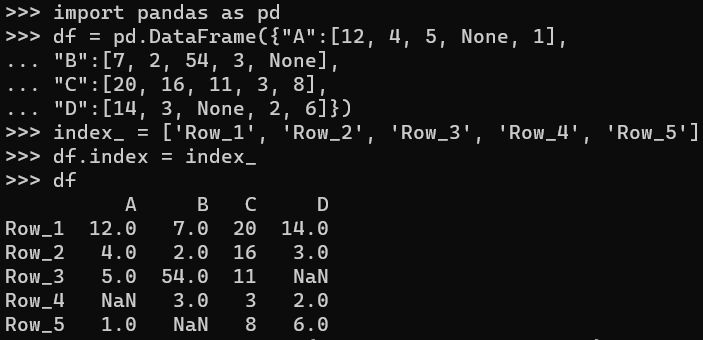 >>> import pandas as pd
>>> df = pd.DataFrame({"A":[12, 4, 5, None, 1],
... "B":[7, 2, 54, 3, None],
... "C":[20, 16, 11, 3, 8],
... "D":[14, 3, None, 2, 6]})
>>> index_ = ['Row_1', 'Row_2', 'Row_3', 'Row_4', 'Row_5']
>>> df.index = index_
>>> df
          A     B   C     D
Row_1  12.0   7.0  20  14.0
Row_2   4.0   2.0  16   3.0
Row_3   5.0  54.0  11   NaN
Row_4   NaN   3.0   3   2.0
Row_5   1.0   NaN   8   6.0